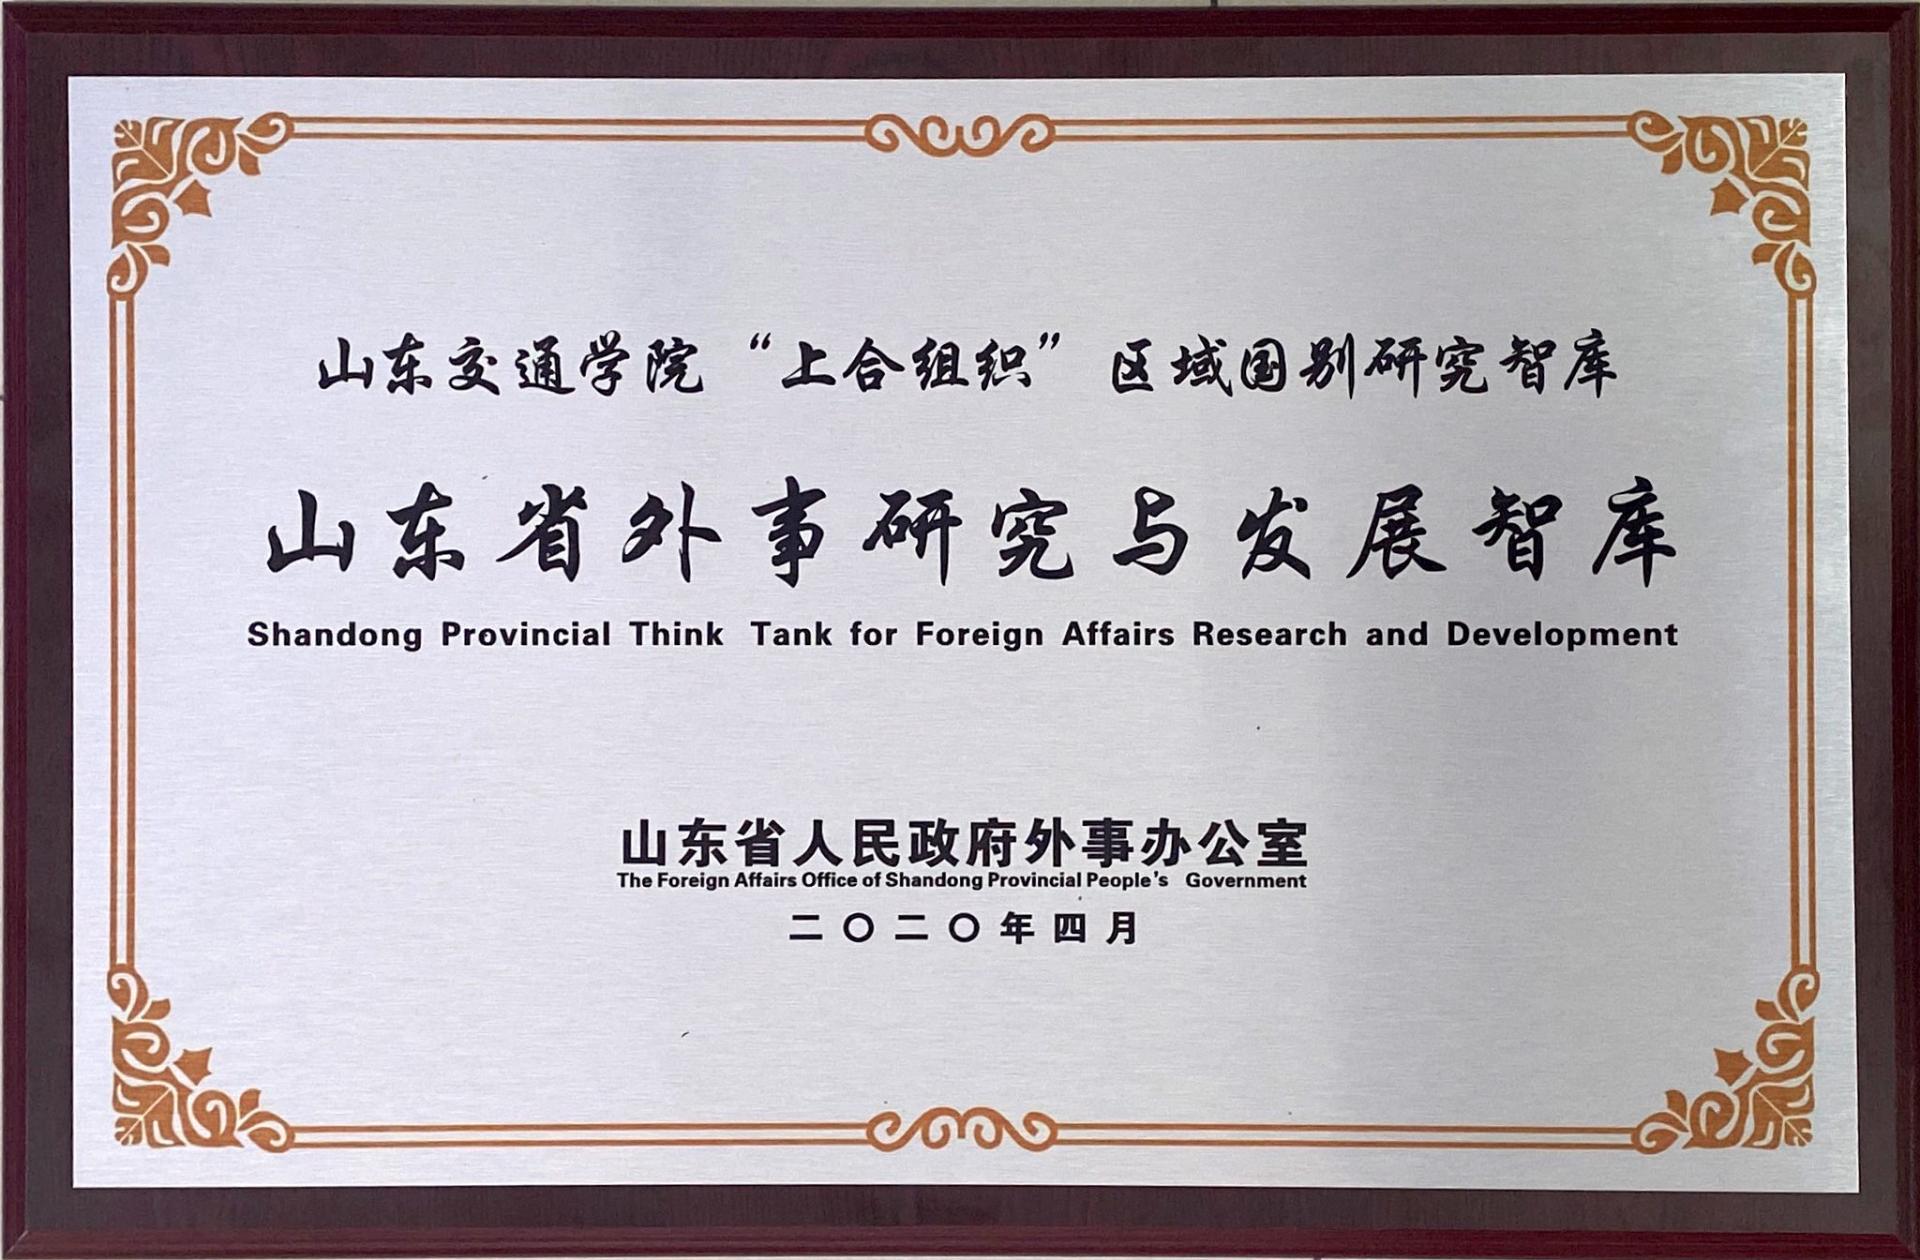 山东交通学院“上合组织”区域国别研究智库
山东省外事研究与发展智库
Shandong Provincial Think Tank for Foreign Affairs Research and Development
山东省人民政府外事办公室
The Foreign Affairs Office of Shandong Provincial People's Government
二〇二〇年四月